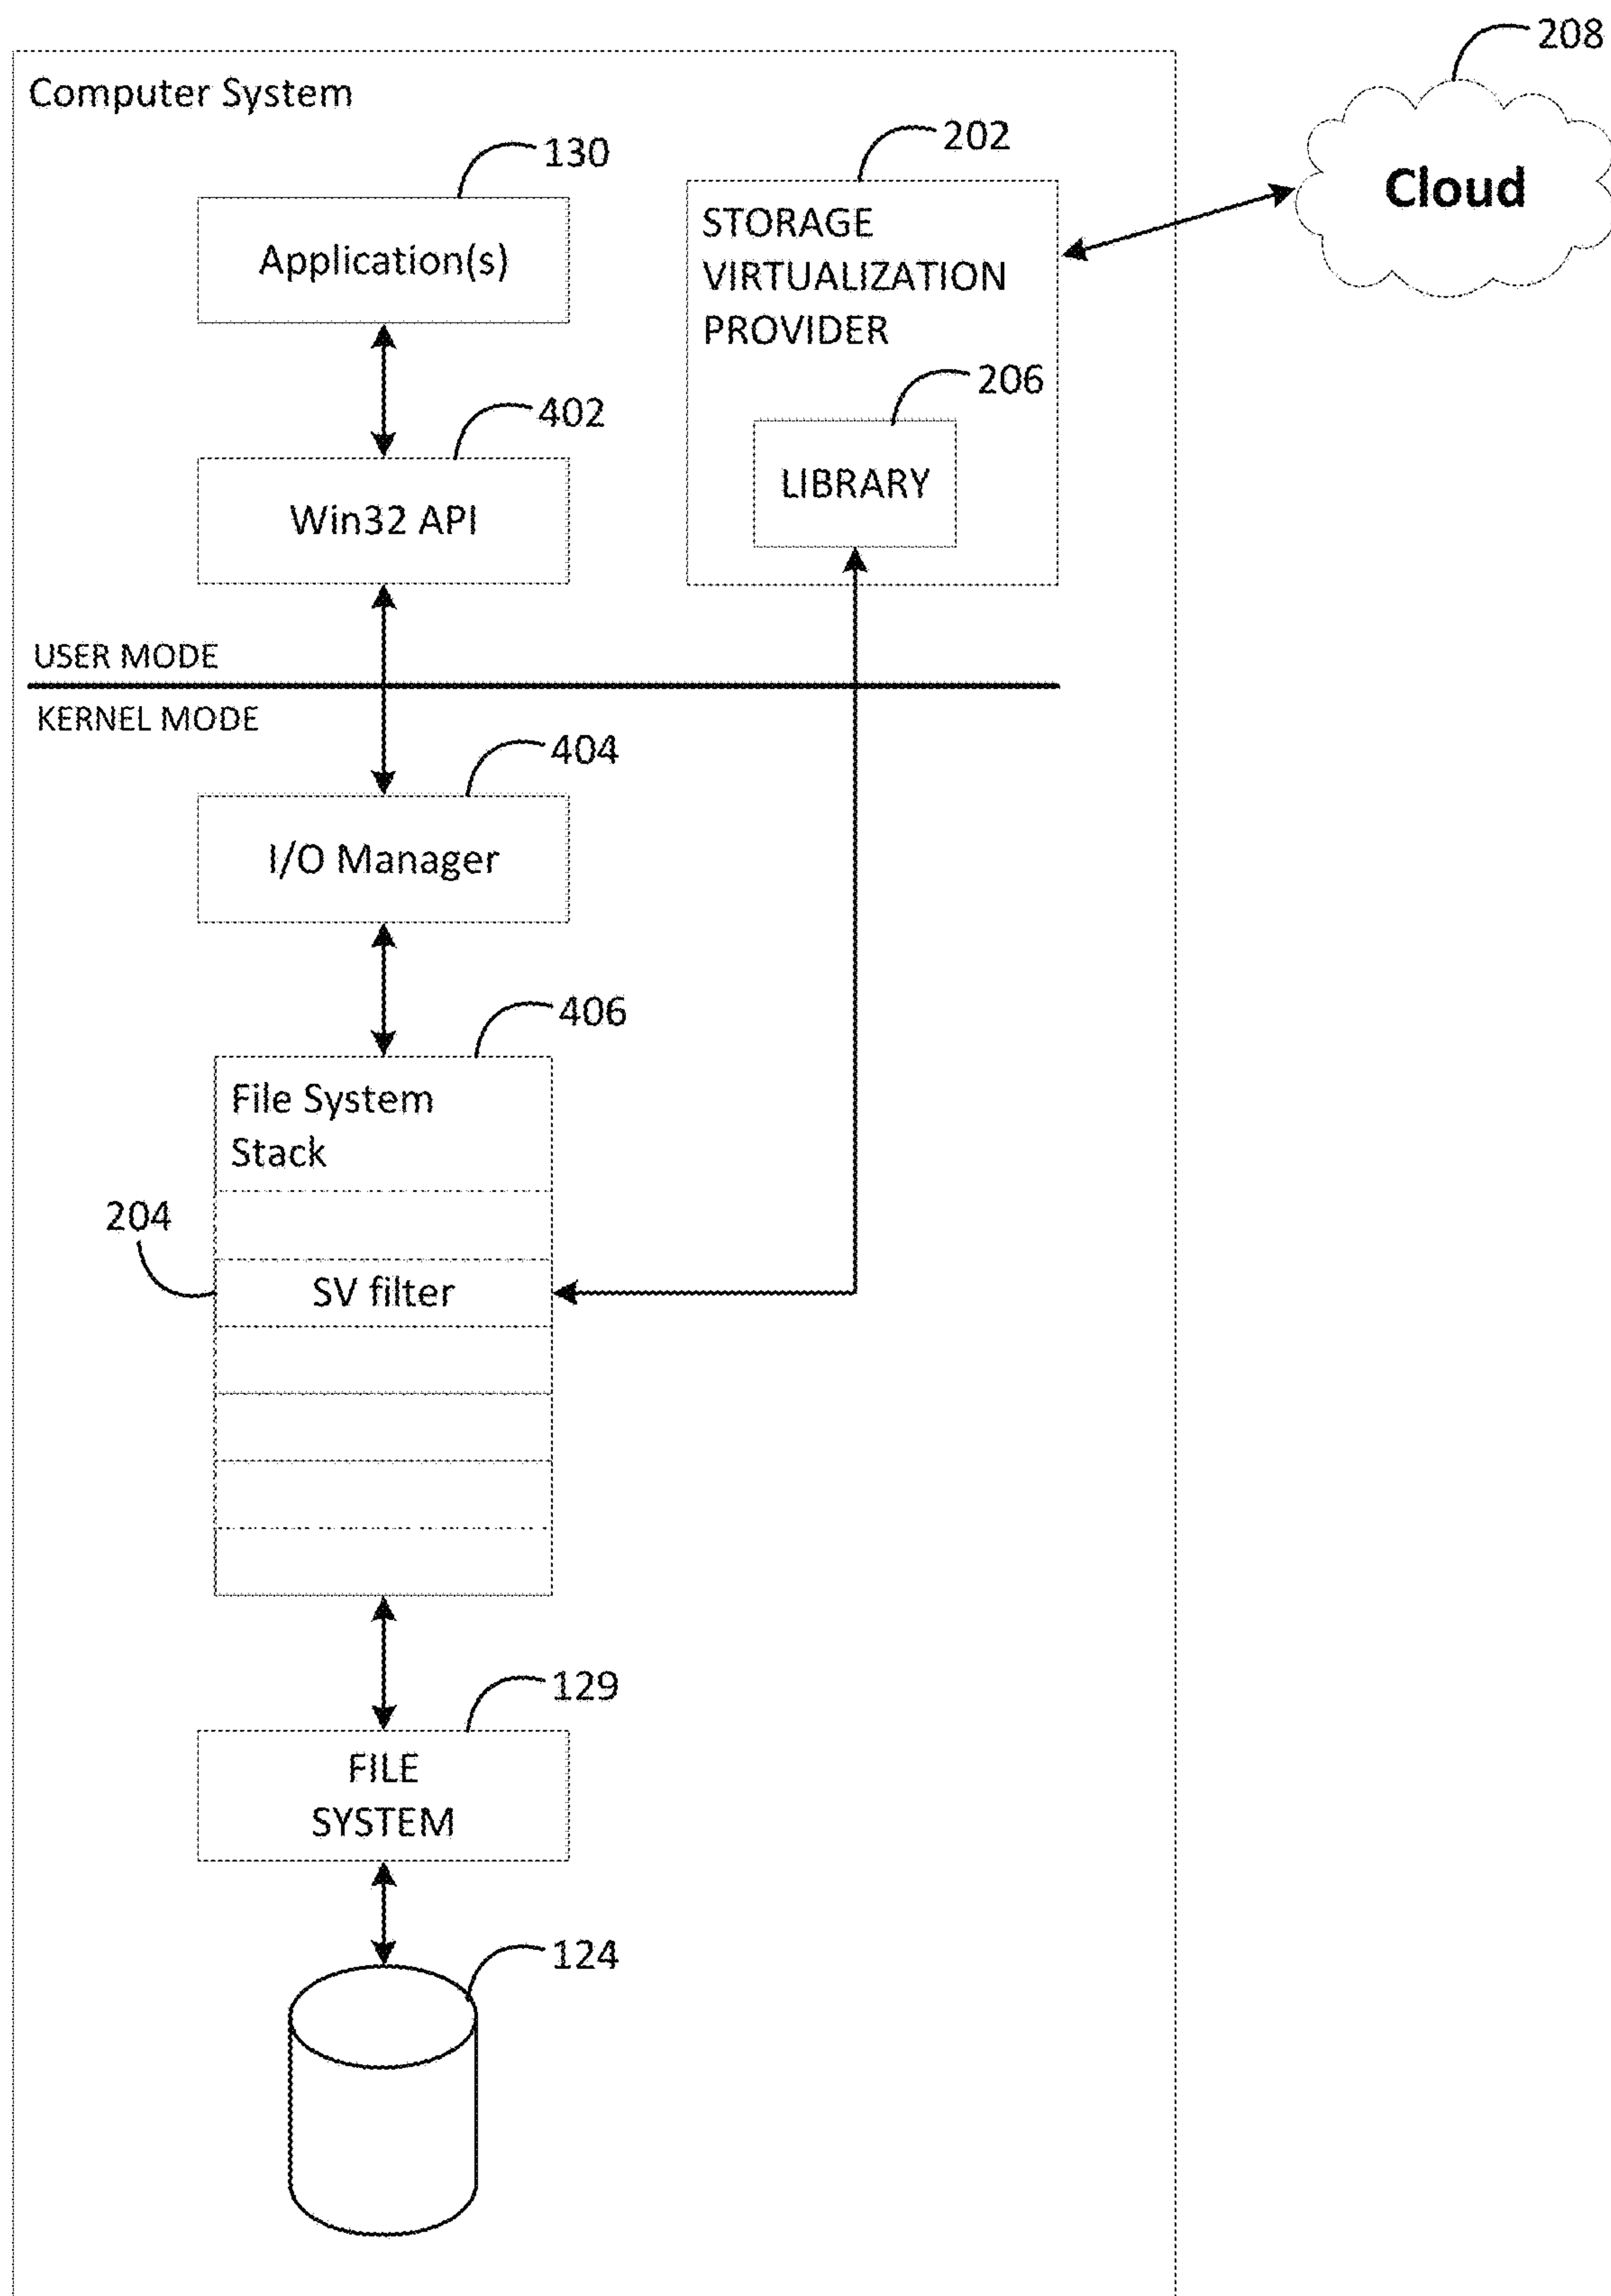 208
Computer System
Cloud
130
202
Application(s)
STORAGE
VIRTUALIZATION
PROVIDER
206
402
LIBRARY
Win32 API
USER MODE
KERNEL MODE
404
I/O Manager
406
File System
Stack
204
SV filter
129
FILE
SYSTEM
124